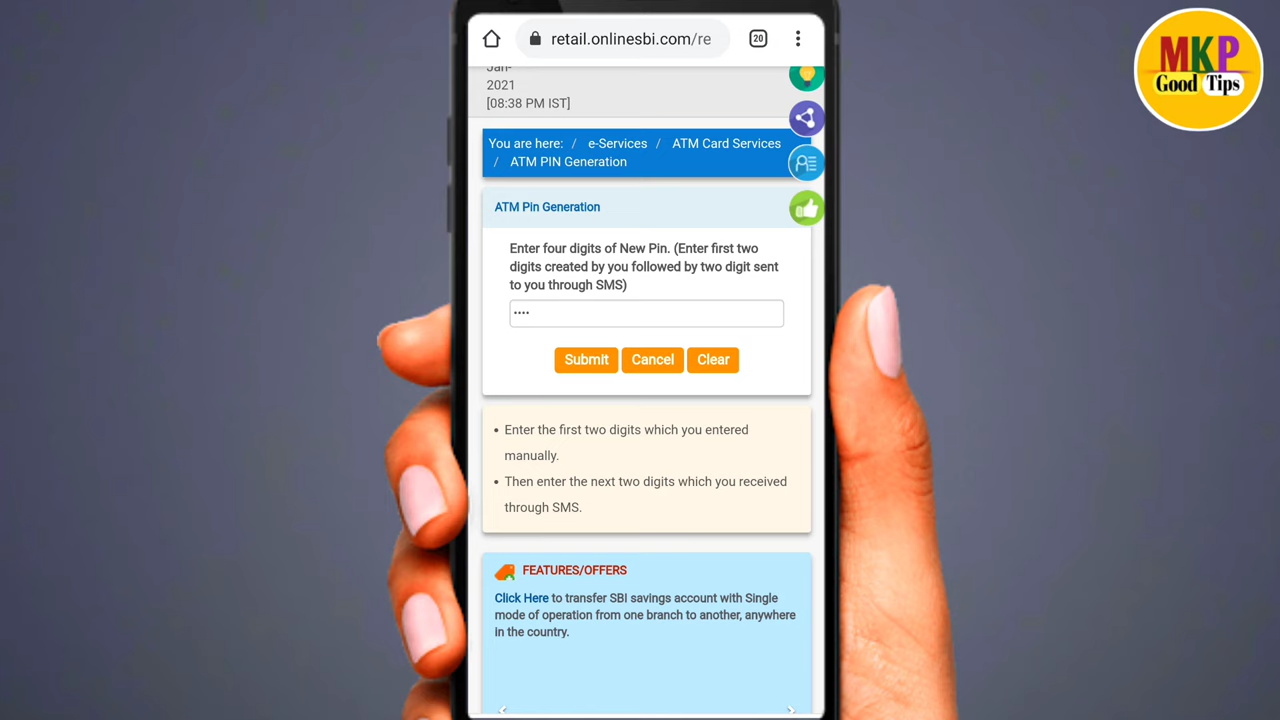 retail.onlinesbi.com/re
20
Jan-
2021
[08:38 PM IST]
You are here: / e-Services / ATM Card Services
/ ATM PIN Generation
ATM Pin Generation
Enter four digits of New Pin. (Enter first two
digits created by you followed by two digit sent
to you through SMS)
····
Submit Cancel Clear
• Enter the first two digits which you entered
manually.
• Then enter the next two digits which you received
through SMS.
FEATURES/OFFERS
Click Here to transfer SBI savings account with Single
mode of operation from one branch to another, anywhere
in the country.
MKP
Good Tips